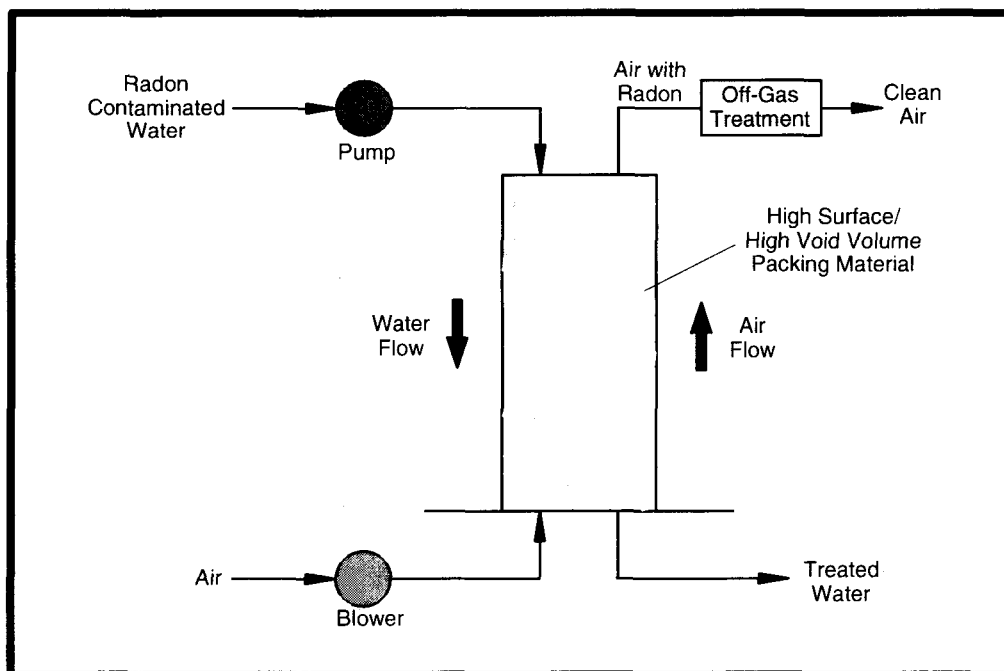 Radon
Contaminated
Water
Pump
Air with
Radon
Off-Gas
Treatment
Clean
Air
High Surface/
High Void Volume
Packing Material
Water
Flow
Air
Flow
Air
Blower
Treated
Water